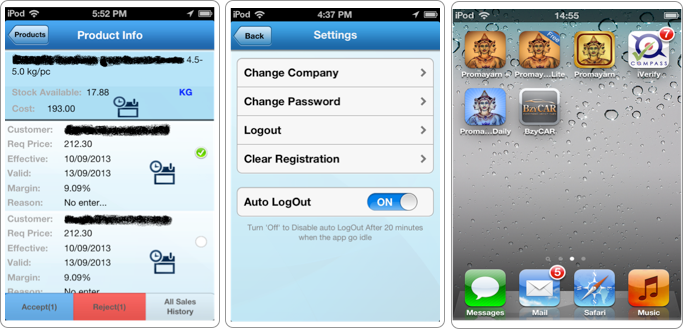 iPod 5:52 PM
Products Product Info
4.5-
5.0 kg/pc
Stock Available: 17.88 KG
Cost: 193.00
Customer:
Req Price: 212.30
Effective: 10/09/2013
Valid: 13/09/2013
Margin: 9.09%
Reason: No enter...
Customer:
Req Price: 212.30
Effective: 10/09/2013
Valid: 13/09/2013
Margin: 9.09%
Reason: No enter...
Accept(1) Reject(1) All Sales
History
iPod 4:37 PM
Back Settings
Change Company
Change Password
Logout
Clear Registration
Auto LogOut ON
Turn 'Off' to Disable auto LogOut After 20 minutes
when the app go idle
iPod 14:55
Free 7
COMPASS
Promayarn + Promay...Lite Promayarn iVerify
BzyCAR
Proma...Daily BzyCAR
5
Messages Mail Safari Music